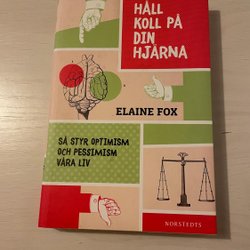 HÅLL
KOLL PÅ
DIN
HJÄRNA
ELAINE FOX
SÅ STYR OPTIMISM
OCH PESSIMISM
VÅRA LIV
NORSTEDTS